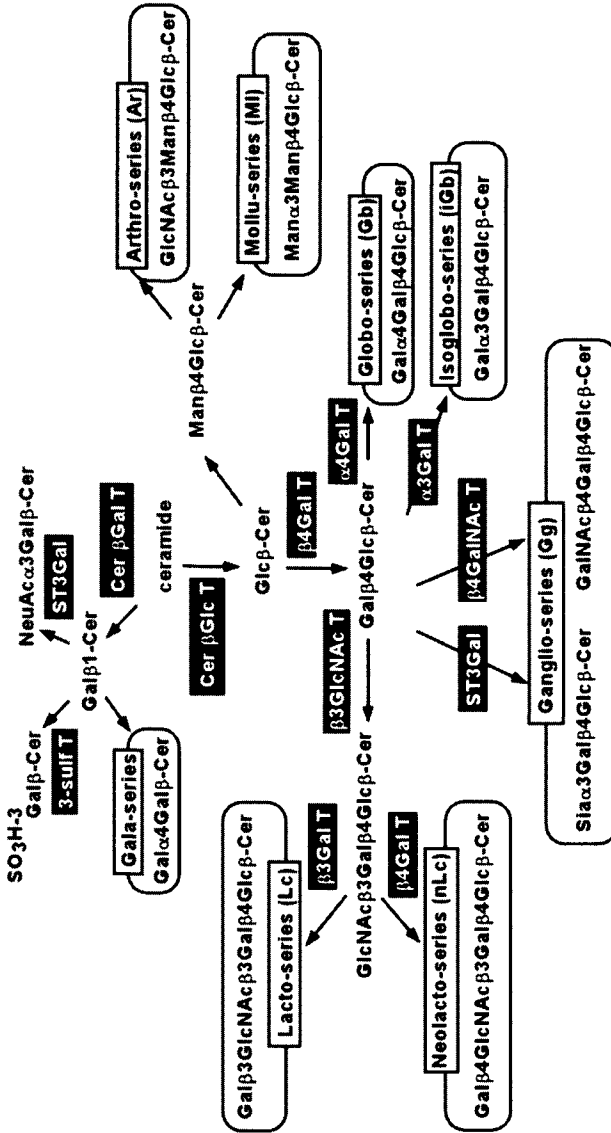 SO₃H-3
Galβ-Cer
3-sulf T
NeuAcα3Galβ-Cer
ST3Gal
Galβ1-Cer
Cer βGal T
Gala-series
Galα4Galβ-Cer
ceramide
Cer βGlc T
Glcβ-Cer
Manβ4Glcβ-Cer
Arthro-series (Ar)
GlcNAcβ3Manβ4Glcβ-Cer
Mollu-series (Ml)
Manα3Manβ4Glcβ-Cer
β4Gal T
Galβ3GlcNAcβ3Galβ4Glcβ-Cer
Lacto-series (Lc)
β3Gal T
β3GlcNAc T
GlcNAcβ3Galβ4Glcβ-Cer
Galβ4Glcβ-Cer
α4Gal T
Globo-series (Gb)
Galα4Galβ4Glcβ-Cer
β4Gal T
Neolacto-series (nLc)
Galβ4GlcNAcβ3Galβ4Glcβ-Cer
α3Gal T
Isoglobo-series (iGb)
Galα3Galβ4Glcβ-Cer
ST3Gal
β4GalNAc T
Ganglio-series (Gg)
Siaα3Galβ4Glcβ-Cer
GalNAcβ4Galβ4Glcβ-Cer